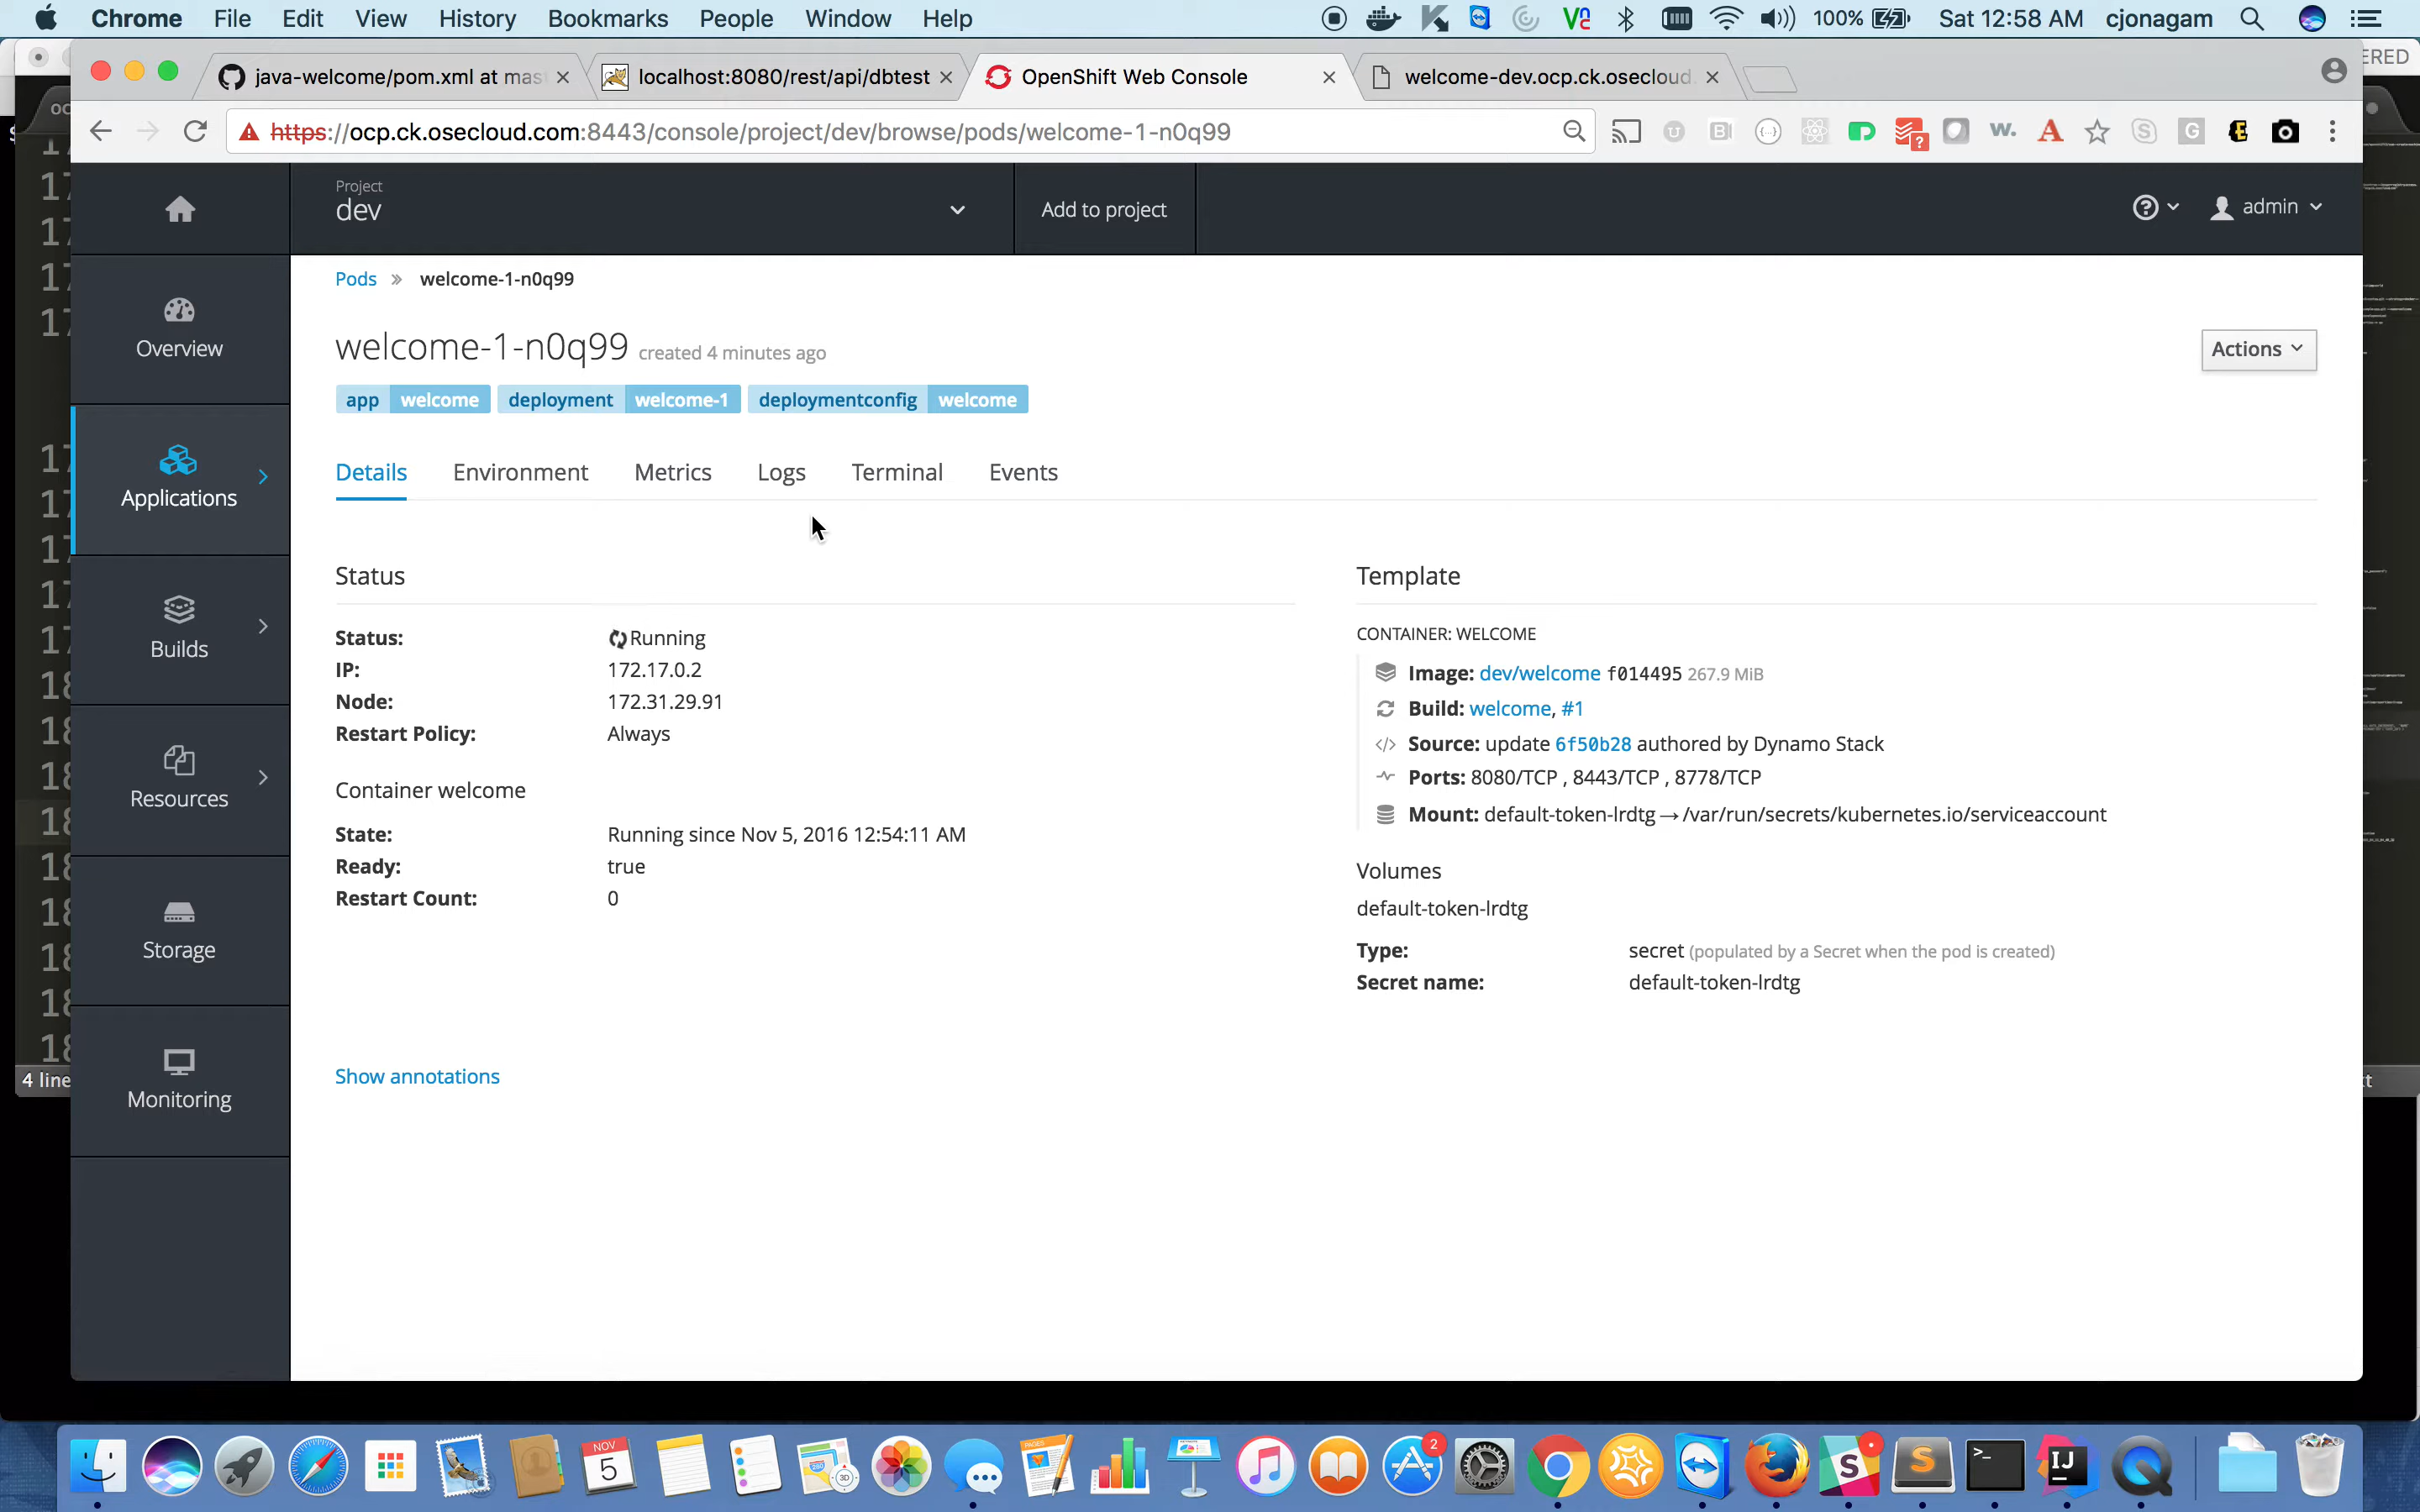 Chrome File Edit View History Bookmarks People Window Help 100% Sat 12:58 AM cjonagam
java-welcome/pom.xml at mas localhost:8080/rest/api/dbtest OpenShift Web Console welcome-dev.ocp.ck.osecloud. ERED
https://ocp.ck.osecloud.com:8443/console/project/dev/browse/pods/welcome-1-n0q99
Project
dev
Add to project
admin
Pods » welcome-1-n0q99
welcome-1-n0q99 created 4 minutes ago
Actions
app welcome deployment welcome-1 deploymentconfig welcome
Overview
Applications
Builds
Resources
Storage
Monitoring
Details Environment Metrics Logs Terminal Events
Status
Status: Running
IP: 172.17.0.2
Node: 172.31.29.91
Restart Policy: Always
Container welcome
State: Running since Nov 5, 2016 12:54:11 AM
Ready: true
Restart Count: 0
Show annotations
Template
CONTAINER: WELCOME
Image: dev/welcome f014495 267.9 MiB
Build: welcome, #1
Source: update 6f50b28 authored by Dynamo Stack
Ports: 8080/TCP , 8443/TCP , 8778/TCP
Mount: default-token-lrdtg → /var/run/secrets/kubernetes.io/serviceaccount
Volumes
default-token-lrdtg
Type: secret (populated by a Secret when the pod is created)
Secret name: default-token-lrdtg
4 line
NOV
5
2